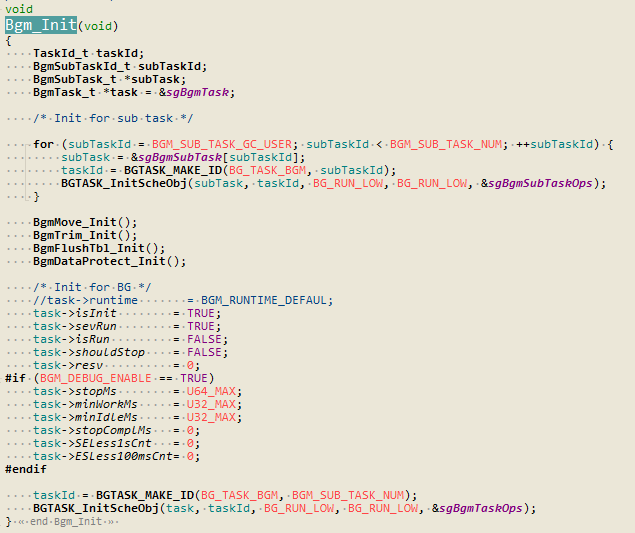 void
Bgm_Init(void)
{
    TaskId_t taskId;
    BgmSubTaskId_t subTaskId;
    BgmSubTask_t *subTask;
    BgmTask_t *task = &sgBgmTask;
    /* Init for sub task */
    for (subTaskId = BGM_SUB_TASK_GC_USER; subTaskId < BGM_SUB_TASK_NUM; ++subTaskId) {
        subTask = &sgBgmSubTask[subTaskId];
        taskId = BGTASK_MAKE_ID(BG_TASK_BGM, subTaskId);
        BGTASK_InitScheObj(subTask, taskId, BG_RUN_LOW, BG_RUN_LOW, &sgBgmSubTaskOps);
    }
    BgmMove_Init();
    BgmTrim_Init();
    BgmFlushTbl_Init();
    BgmDataProtect_Init();
    /* Init for BG */
    //task->runtime       = BGM_RUNTIME_DEFAUL;
    task->isInit        = TRUE;
    task->sevRun        = TRUE;
    task->isRun         = FALSE;
    task->shouldStop    = FALSE;
    task->resv          = 0;
#if (BGM_DEBUG_ENABLE == TRUE)
    task->stopMs        = U64_MAX;
    task->minWorkMs     = U32_MAX;
    task->minIdleMs     = U32_MAX;
    task->stopComplMs   = 0;
    task->SELess1sCnt   = 0;
    task->ESLess100msCnt= 0;
#endif
    taskId = BGTASK_MAKE_ID(BG_TASK_BGM, BGM_SUB_TASK_NUM);
    BGTASK_InitScheObj(task, taskId, BG_RUN_LOW, BG_RUN_LOW, &sgBgmTaskOps);
} « end Bgm_Init »